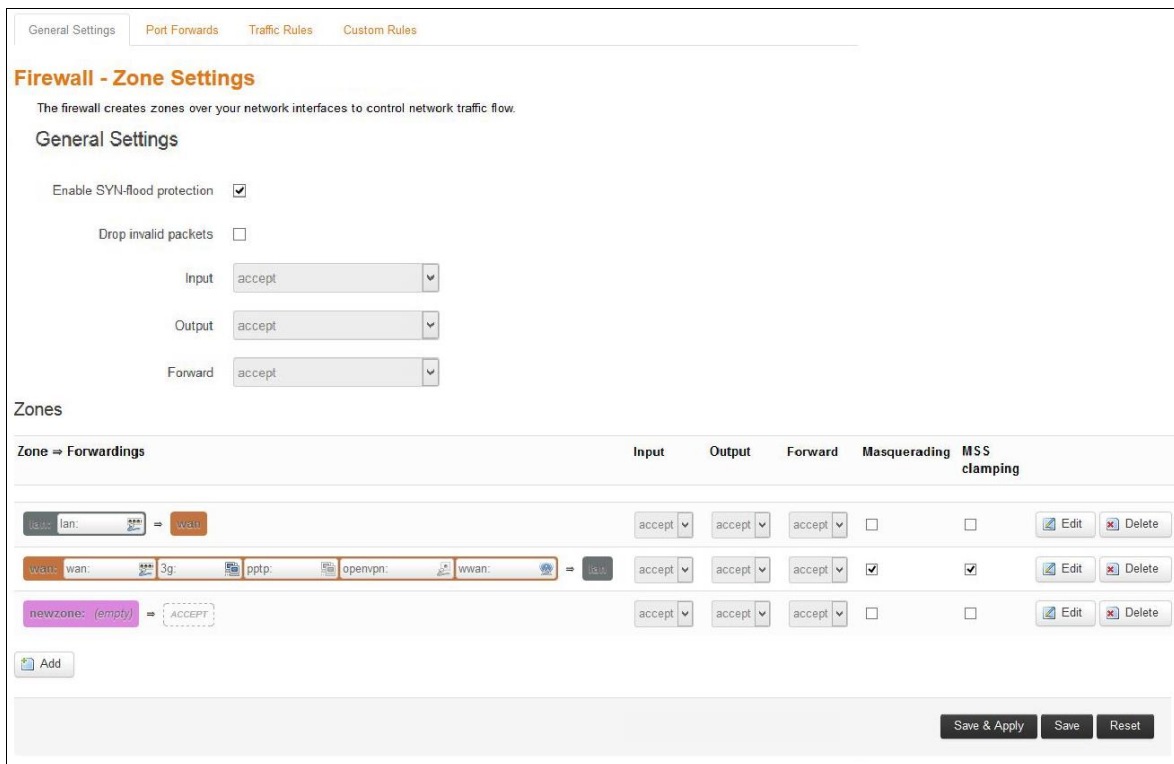 General Settings Port Forwards Traffic Rules Custom Rules
Firewall - Zone Settings
The firewall creates zones over your network interfaces to control network traffic flow.
General Settings
Enable SYN-flood protection
Drop invalid packets
Input accept
Output accept
Forward accept
Zones
Zone ⇒ Forwardings Input Output Forward Masquerading MSS clamping
lan: lan: ⇒ wan accept accept accept Edit Delete
wan: wan: 3g: pptp: openvpn: wwan: ⇒ lan accept accept accept Edit Delete
newzone: (empty) ⇒ ACCEPT accept accept accept Edit Delete
Add
Save & Apply Save Reset